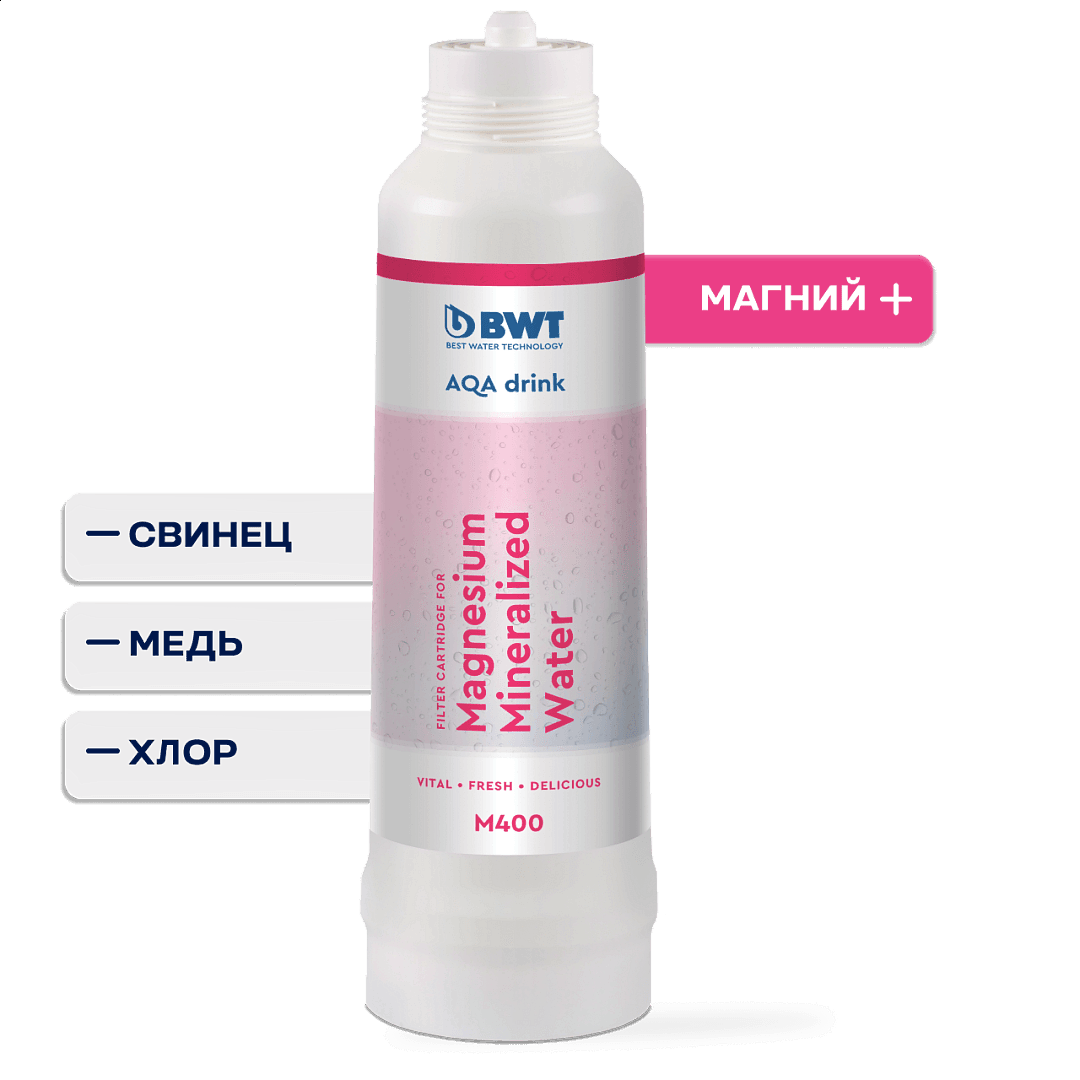 BWT
BEST WATER TECHNOLOGY
AQA drink
МАГНИЙ +
— СВИНЕЦ
— МЕДЬ
— ХЛОР
FILTER CARTRIDGE FOR
Magnesium
Mineralized
Water
VITAL • FRESH • DELICIOUS
M400